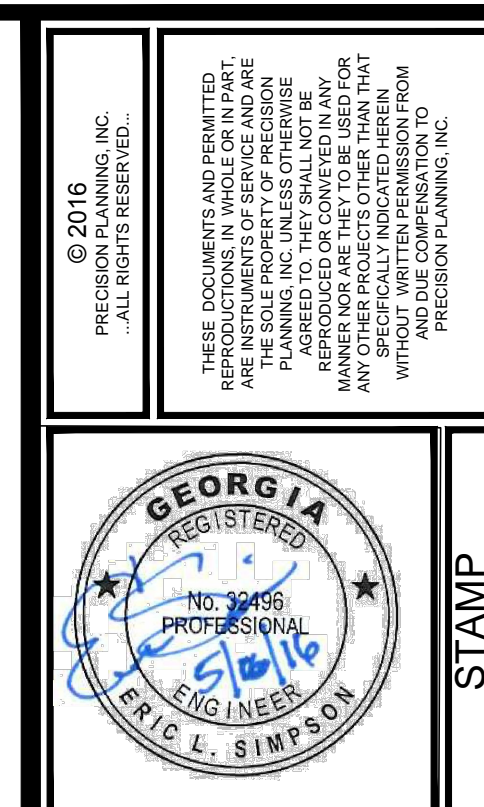 © 2016
PRECISION PLANNING, INC.
...ALL RIGHTS RESERVED...
THESE DOCUMENTS AND PERMITTED
REPRODUCTIONS, IN WHOLE OR IN PART,
ARE INSTRUMENTS OF SERVICE AND ARE
THE SOLE PROPERTY OF PRECISION
PLANNING, INC. UNLESS OTHERWISE
AGREED TO. THEY SHALL NOT BE
REPRODUCED OR CONVEYED IN ANY
MANNER NOR ARE THEY TO BE USED FOR
ANY OTHER PROJECTS OTHER THAN THAT
SPECIFICALLY INDICATED HEREIN
WITHOUT WRITTEN PERMISSION FROM
AND DUE COMPENSATION TO
PRECISION PLANNING, INC.
GEORGIA
REGISTERED
No. 32496
PROFESSIONAL
ENGINEER
ERIC L. SIMPSON
STAMP